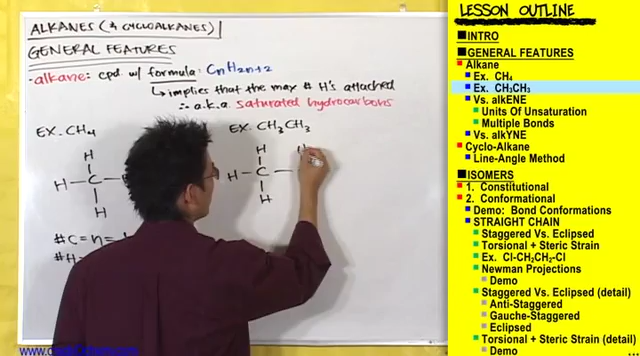 ALKANES (& CYCLOALKANES)
GENERAL FEATURES
-alkane: cpd w/ formula: CnH2n+2
↳ implies that the max # H's attached
∴ a.k.a. saturated hydrocarbons
EX. CH4
H
H-C-
H
#C=n=
#H=
EX. CH3CH3
H
H-C-
H
H
LESSON OUTLINE
INTRO
GENERAL FEATURES
Alkane
Ex. CH4
Ex. CH3CH3
Vs. alkENE
Units Of Unsaturation
Multiple Bonds
Vs. alkYNE
Cyclo-Alkane
Line-Angle Method
ISOMERS
1. Constitutional
2. Conformational
Demo: Bond Conformations
STRAIGHT CHAIN
Staggered Vs. Eclipsed
Torsional + Steric Strain
Ex. Cl-CH2CH2-Cl
Newman Projections
Demo
Staggered Vs. Eclipsed (detail)
Anti-Staggered
Gauche-Staggered
Eclipsed
Torsional + Steric Strain (detail)
Demo